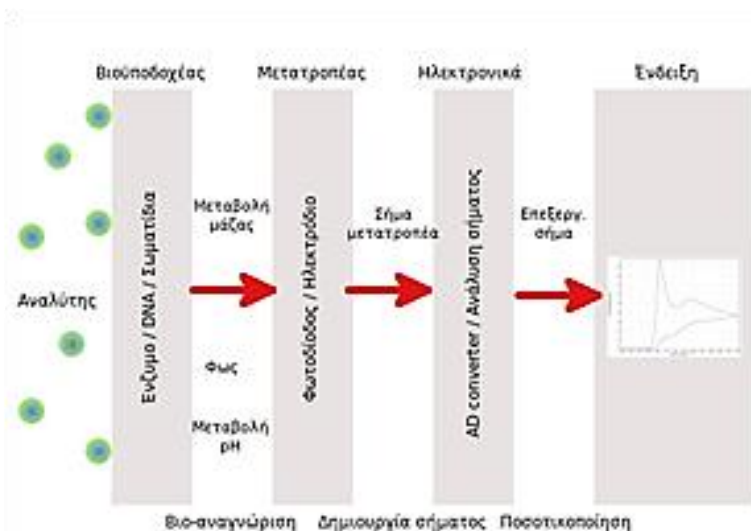 Βιοϋποδοχέας
Μετατροπέας
Ηλεκτρονικά
Ένδειξη
Αναλύτης
Ένζυμο / DNA / Σωματίδια
Μεταβολή
μάζας
Φως
Μεταβολή
pH
Φωτοδίοδος / Ηλεκτρόδιο
Σήμα
μετατροπέα
AD converter / Ανάλυση σήματος
Επεξεργ.
σήμα
Βιο-αναγνώριση
Δημιουργία σήματος
Ποσοτικοποίηση